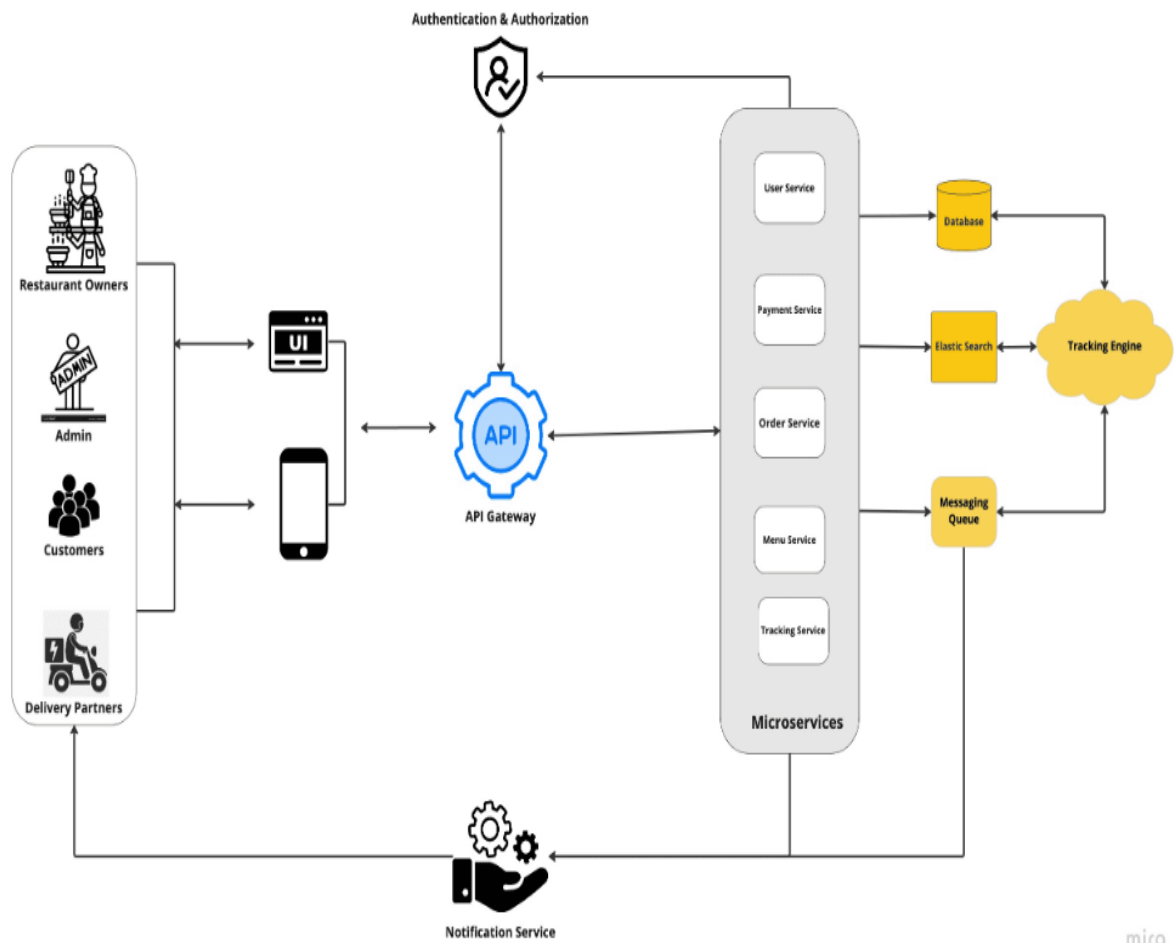 Authentication & Authorization
Restaurant Owners
ADMIN
Admin
Customers
Delivery Partners
UI
API
API Gateway
User Service
Payment Service
Order Service
Menu Service
Tracking Service
Microservices
Database
Elastic Search
Tracking Engine
Messaging
Queue
Notification Service
miro